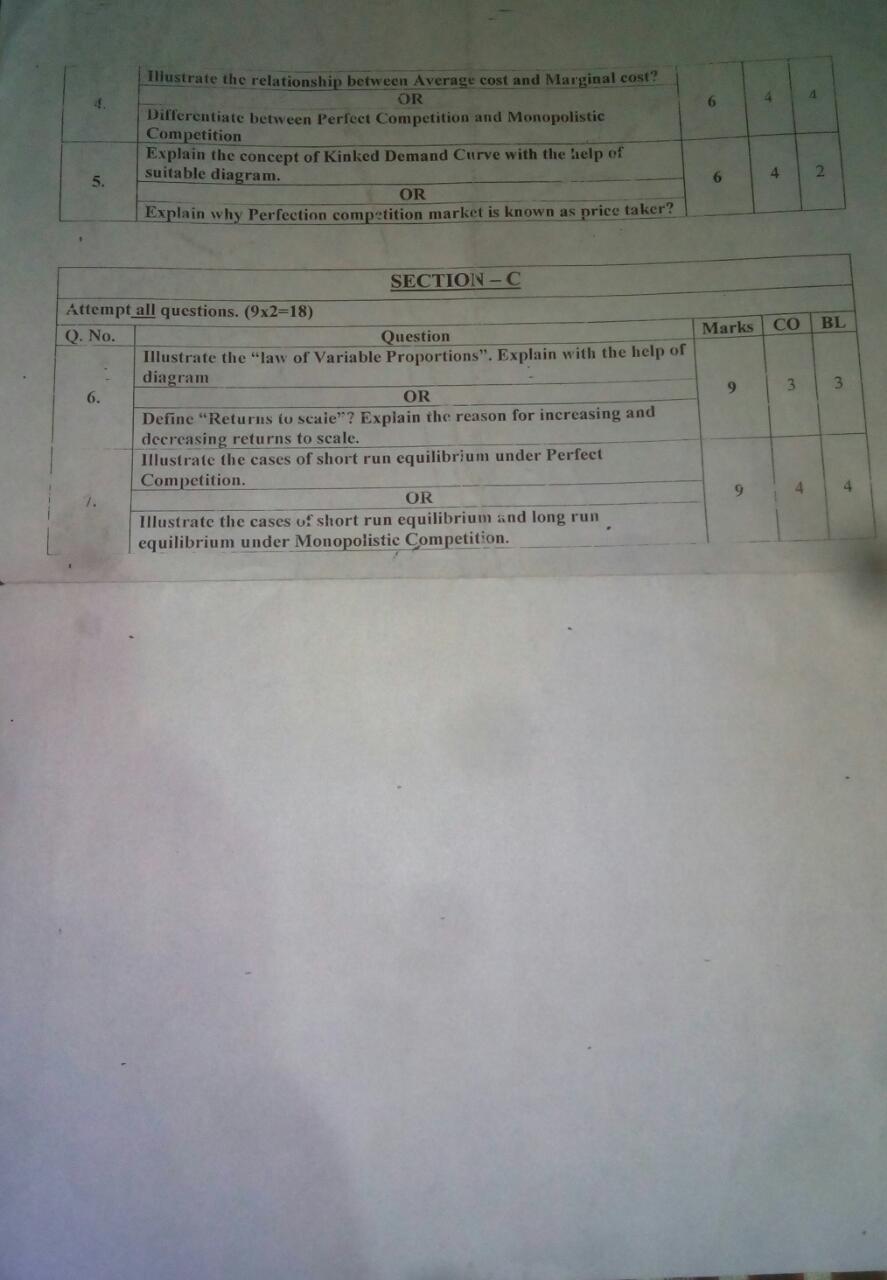 Illustrate the relationship between Average cost and Marginal cost?
4. OR 6 4 4
Differentiate between Perfect Competition and Monopolistic
Competition
Explain the concept of Kinked Demand Curve with the help of
suitable diagram.
5. OR 6 4 2
Explain why Perfection competition market is known as price taker?
SECTION – C
Attempt all questions. (9x2=18)
Q. No. Question Marks CO BL
Illustrate the “law of Variable Proportions”. Explain with the help of
diagram
6. OR 9 3 3
Define “Returns to scale”? Explain the reason for increasing and
decreasing returns to scale.
Illustrate the cases of short run equilibrium under Perfect
Competition.
7. OR 9 4 4
Illustrate the cases of short run equilibrium and long run
equilibrium under Monopolistic Competition.